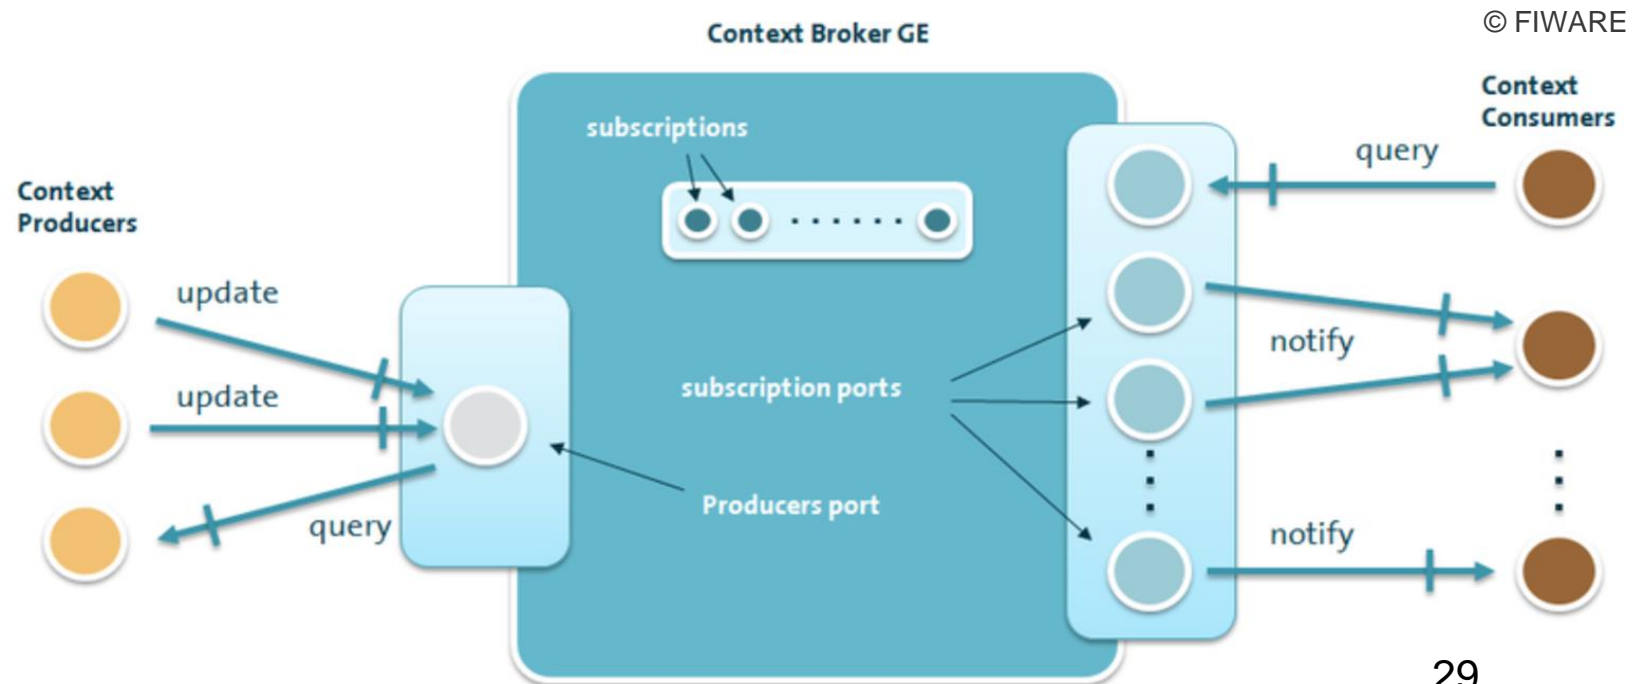 © FIWARE
Context Broker GE
Context
Consumers
subscriptions
query
Context
Producers
update
notify
update
subscription ports
Producers port
query
notify
29